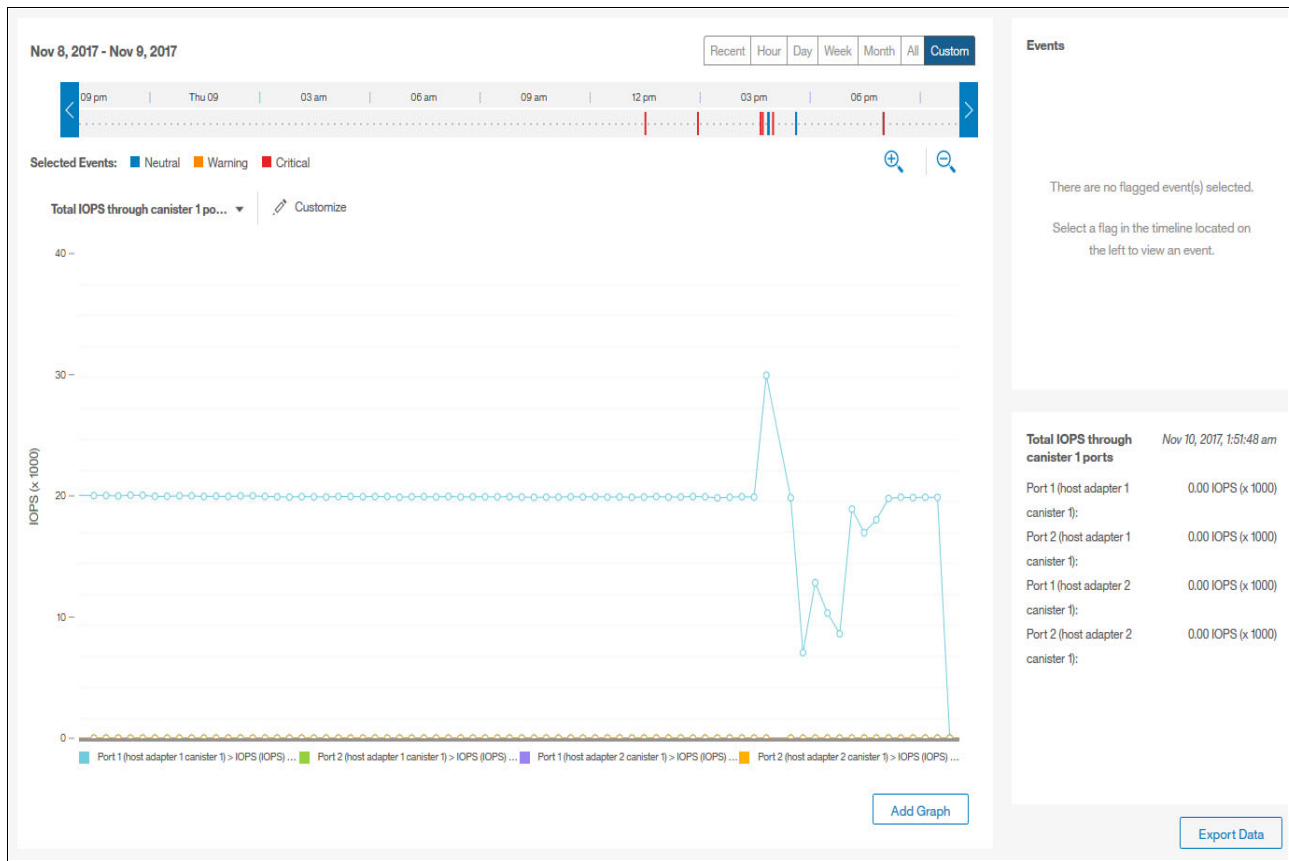 Nov 8, 2017 - Nov 9, 2017
Recent Hour Day Week Month All Custom
09 pm Thu 09 03 am 06 am 09 am 12 pm 03 pm 06 pm
Selected Events: Neutral Warning Critical
Total IOPS through canister 1 po... Customize
40
30
20
10
0
IOPS (x 1000)
Port 1 (host adapter 1 canister 1) > IOPS (IOPS) ... Port 2 (host adapter 1 canister 1) > IOPS (IOPS) ... Port 1 (host adapter 2 canister 1) > IOPS (IOPS) ... Port 2 (host adapter 2 canister 1) > IOPS (IOPS) ...
Add Graph
Events
There are no flagged event(s) selected.
Select a flag in the timeline located on
the left to view an event.
Total IOPS through Nov 10, 2017, 1:51:48 am
canister 1 ports
Port 1 (host adapter 1 0.00 IOPS (x 1000)
canister 1):
Port 2 (host adapter 1 0.00 IOPS (x 1000)
canister 1):
Port 1 (host adapter 2 0.00 IOPS (x 1000)
canister 1):
Port 2 (host adapter 2 0.00 IOPS (x 1000)
canister 1):
Export Data